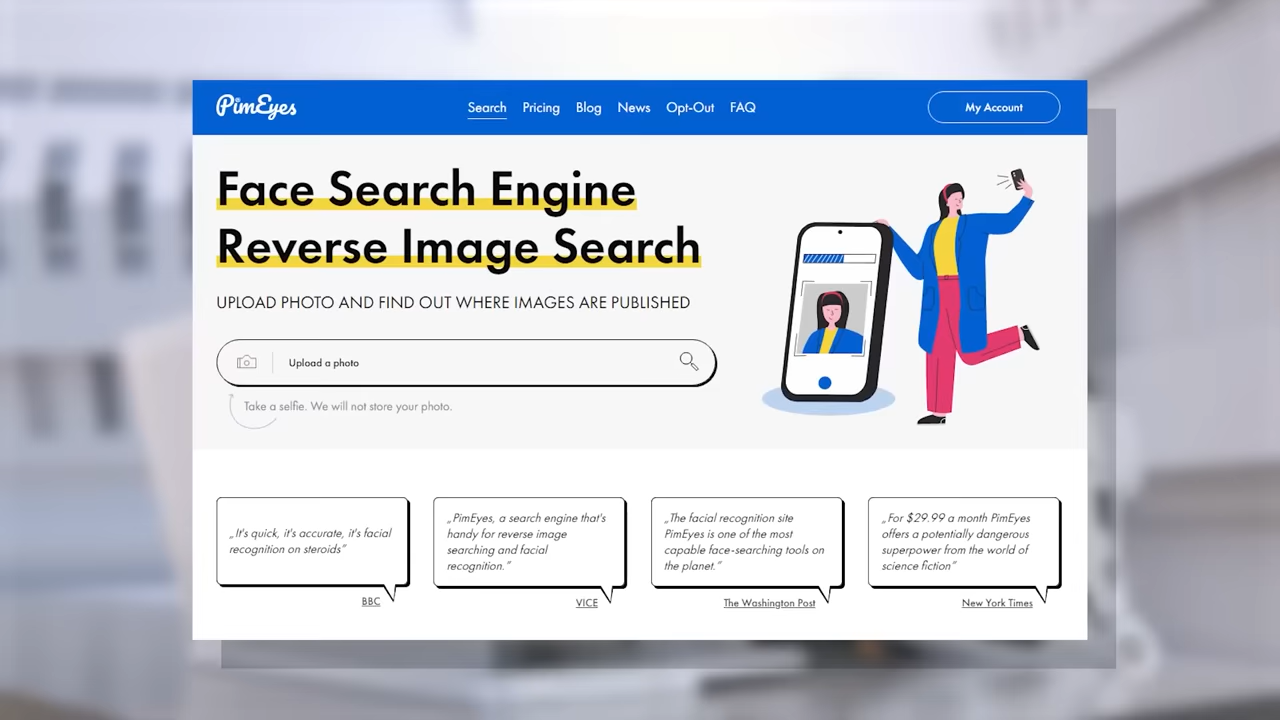 PimEyes
Search Pricing Blog News Opt-Out FAQ
My Account
Face Search Engine
Reverse Image Search
UPLOAD PHOTO AND FIND OUT WHERE IMAGES ARE PUBLISHED
Upload a photo
Take a selfie. We will not store your photo.
„It's quick, it's accurate, it's facial
recognition on steroids”
BBC
„PimEyes, a search engine that's
handy for reverse image
searching and facial
recognition.”
VICE
„The facial recognition site
PimEyes is one of the most
capable face-searching tools on
the planet.”
The Washington Post
„For $29.99 a month PimEyes
offers a potentially dangerous
superpower from the world of
science fiction”
New York Times